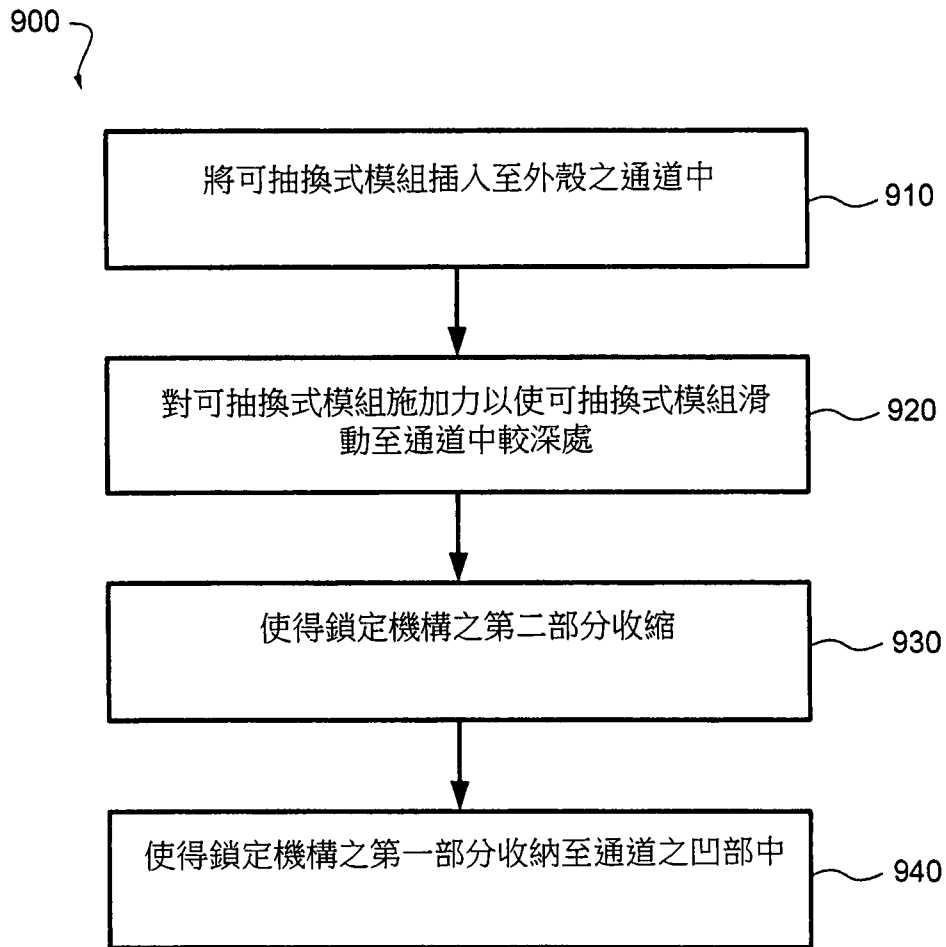 900
將可抽換式模組插入至外殼之通道中
910
對可抽換式模組施加力以使可抽換式模組滑
動至通道中較深處
920
使得鎖定機構之第二部分收縮
930
使得鎖定機構之第一部分收納至通道之凹部中
940